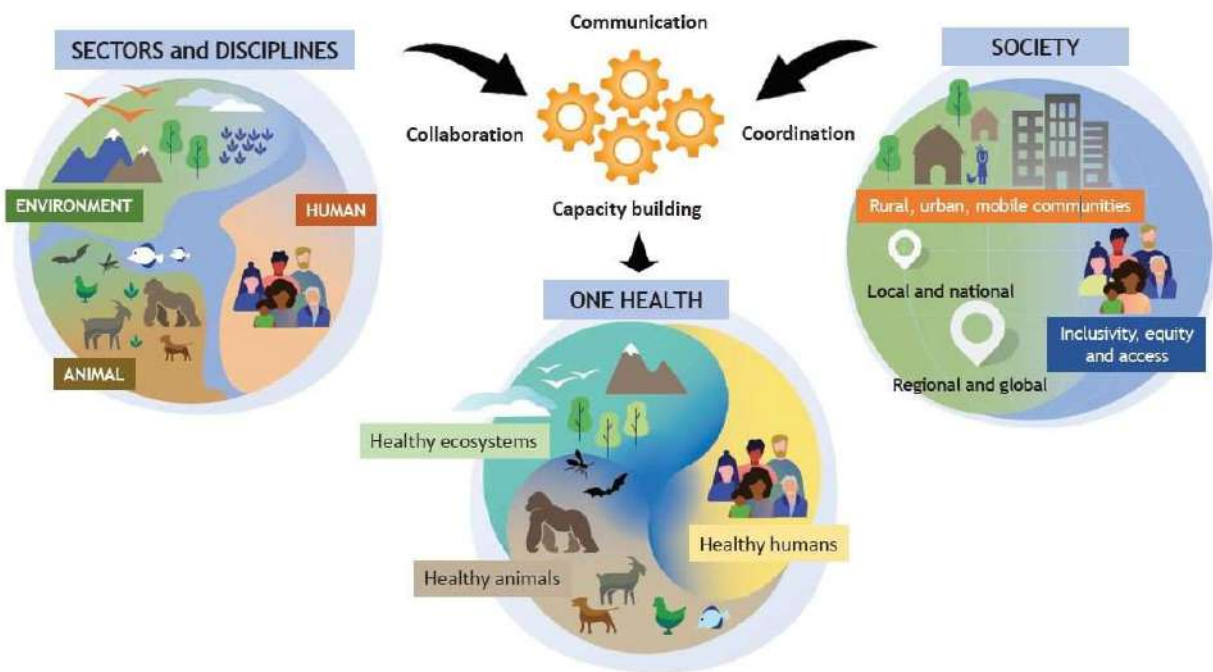 Communication
SECTORS and DISCIPLINES
SOCIETY
Collaboration
Coordination
ENVIRONMENT
HUMAN
Rural, urban, mobile communities
Capacity building
Local and national
ONE HEALTH
Inclusivity, equity
and access
ANIMAL
Regional and global
Healthy ecosystems
Healthy humans
Healthy animals